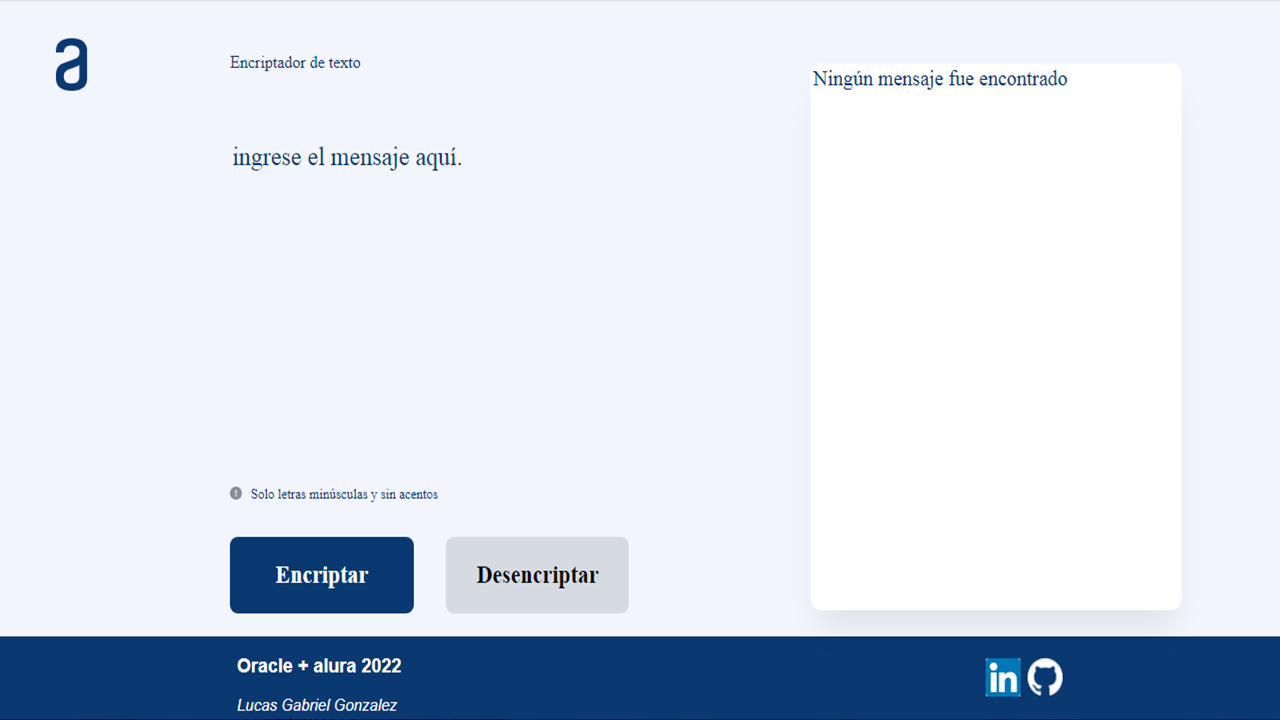 a
Encriptador de texto
ingrese el mensaje aquí.
Solo letras minúsculas y sin acentos
Encriptar
Desencriptar
Ningún mensaje fue encontrado
Oracle + alura 2022
Lucas Gabriel Gonzalez
in